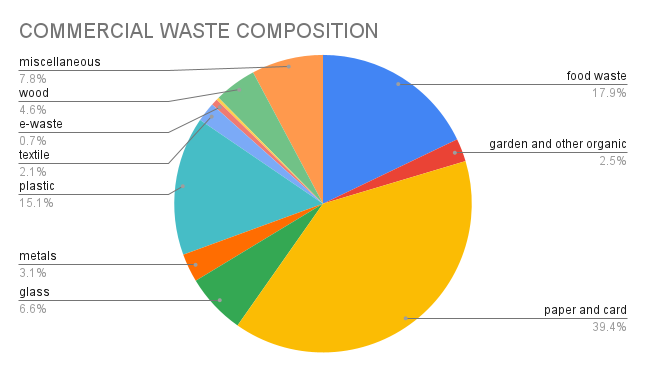 COMMERCIAL WASTE COMPOSITION
miscellaneous
7.8%
wood
4.6%
e-waste
0.7%
textile
2.1%
plastic
15.1%
metals
3.1%
glass
6.6%
food waste
17.9%
garden and other organic
2.5%
paper and card
39.4%